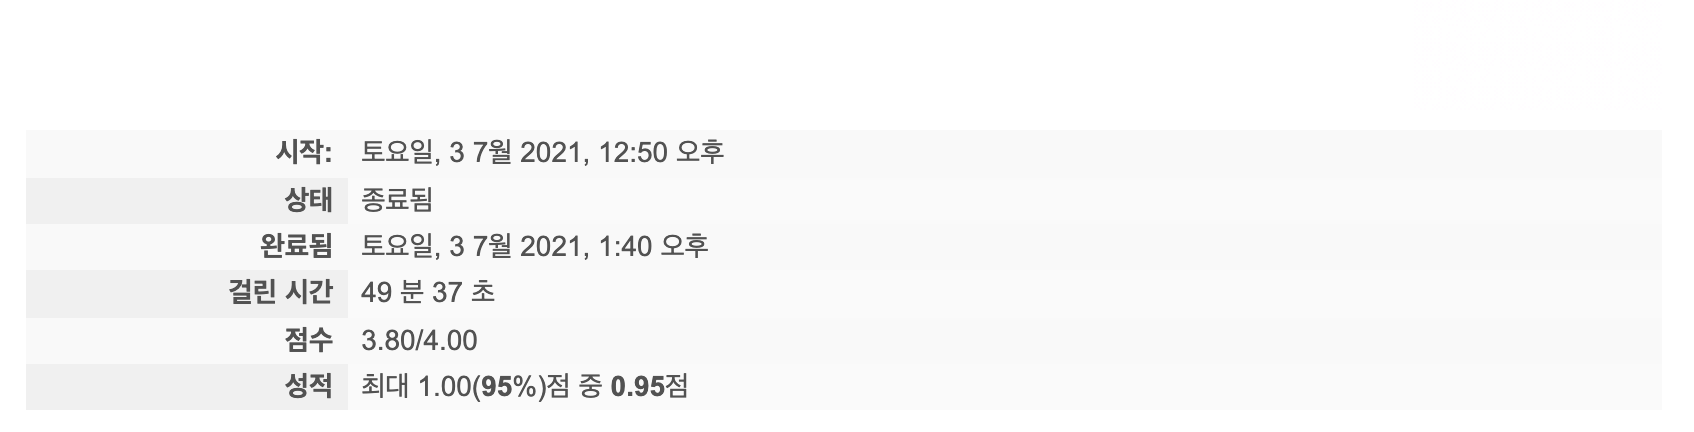 시작: 토요일, 3 7월 2021, 12:50 오후
상태 종료됨
완료됨 토요일, 3 7월 2021, 1:40 오후
걸린 시간 49 분 37 초
점수 3.80/4.00
성적 최대 1.00(95%)점 중 0.95점